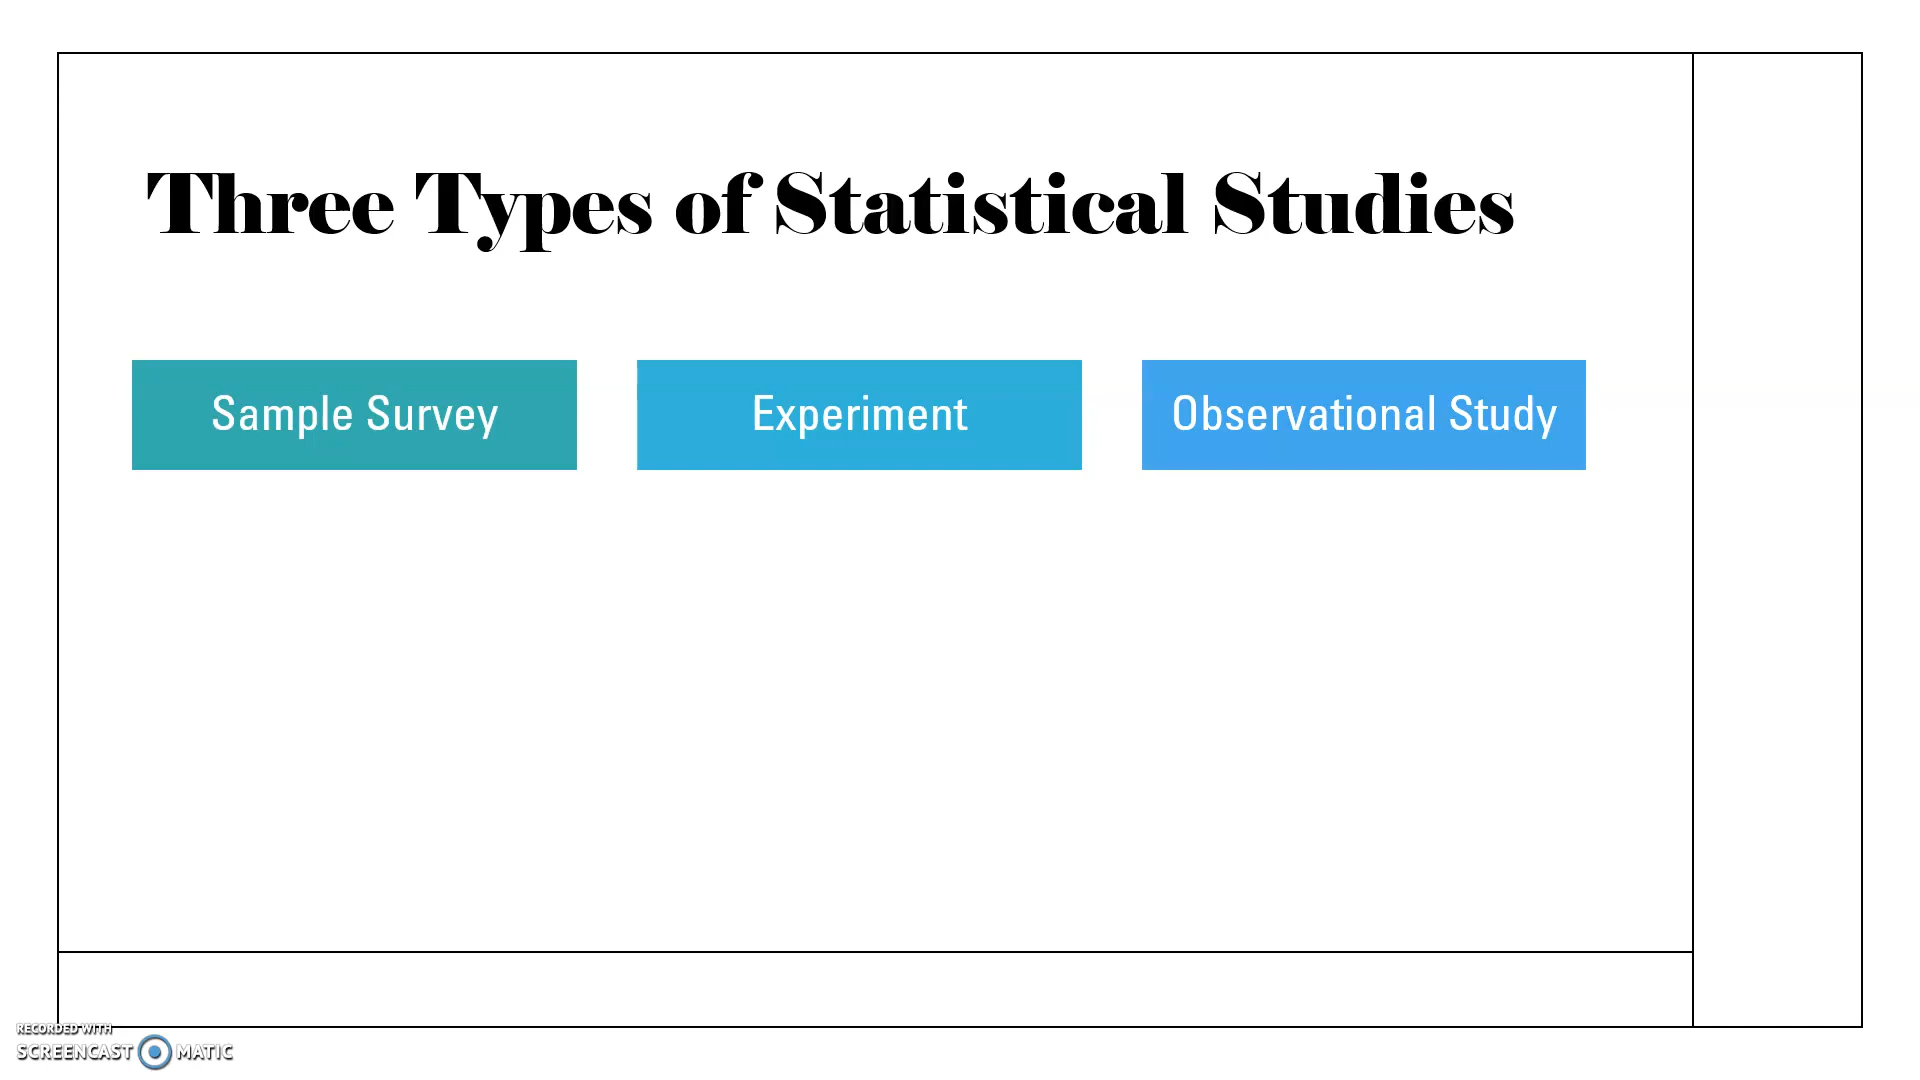 Three Types of Statistical Studies
Sample Survey
Experiment
Observational Study
RECORDED WITH
SCREENCAST MATIC